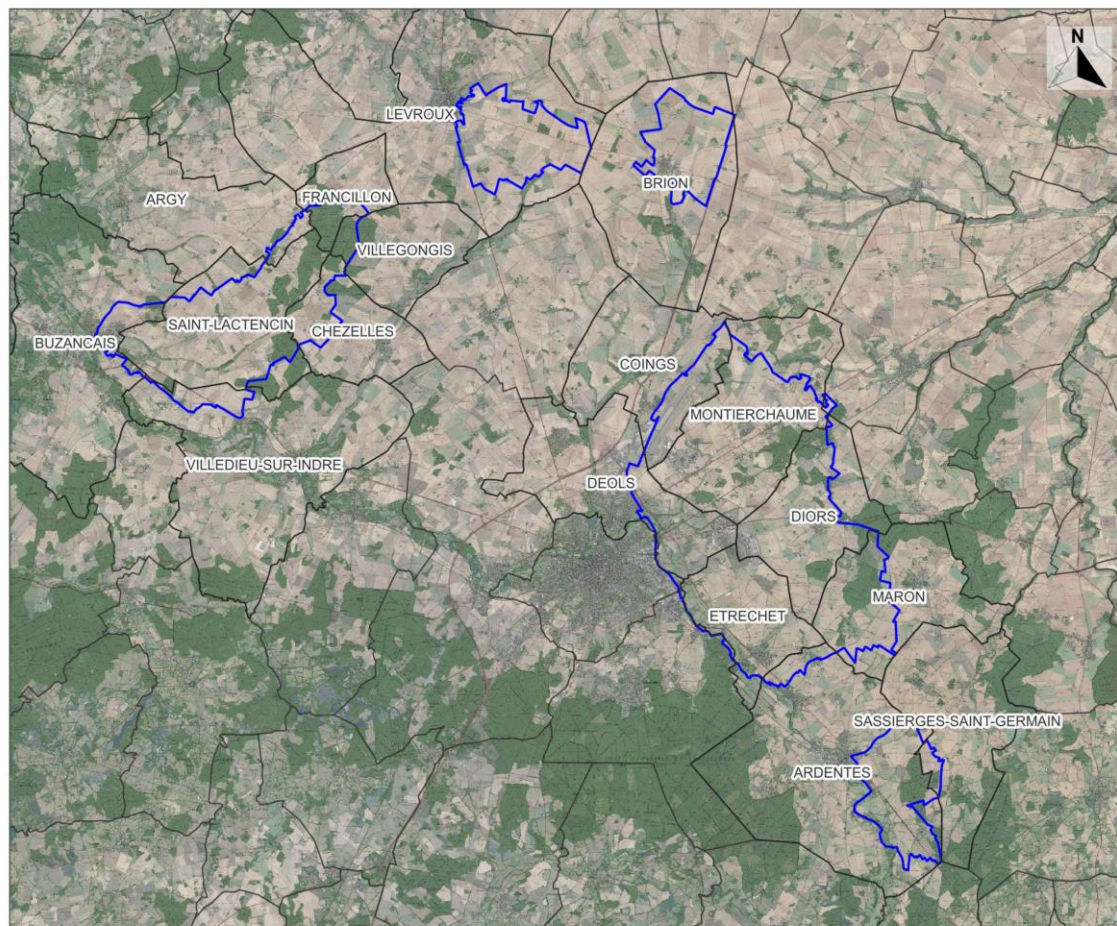 N
LEVROUX
BRION
FRANCILLON
ARGY
VILLEGONGIS
SAINT-LACTENCIN
CHEZELLES
BUZANCAIS
COINGS
MONTIERCHAUME
VILLEDIEU-SUR-INDRE
DEOLS
DIORS
MARON
ETRECHET
SASSIERGES-SAINT-GERMAIN
ARDENTES